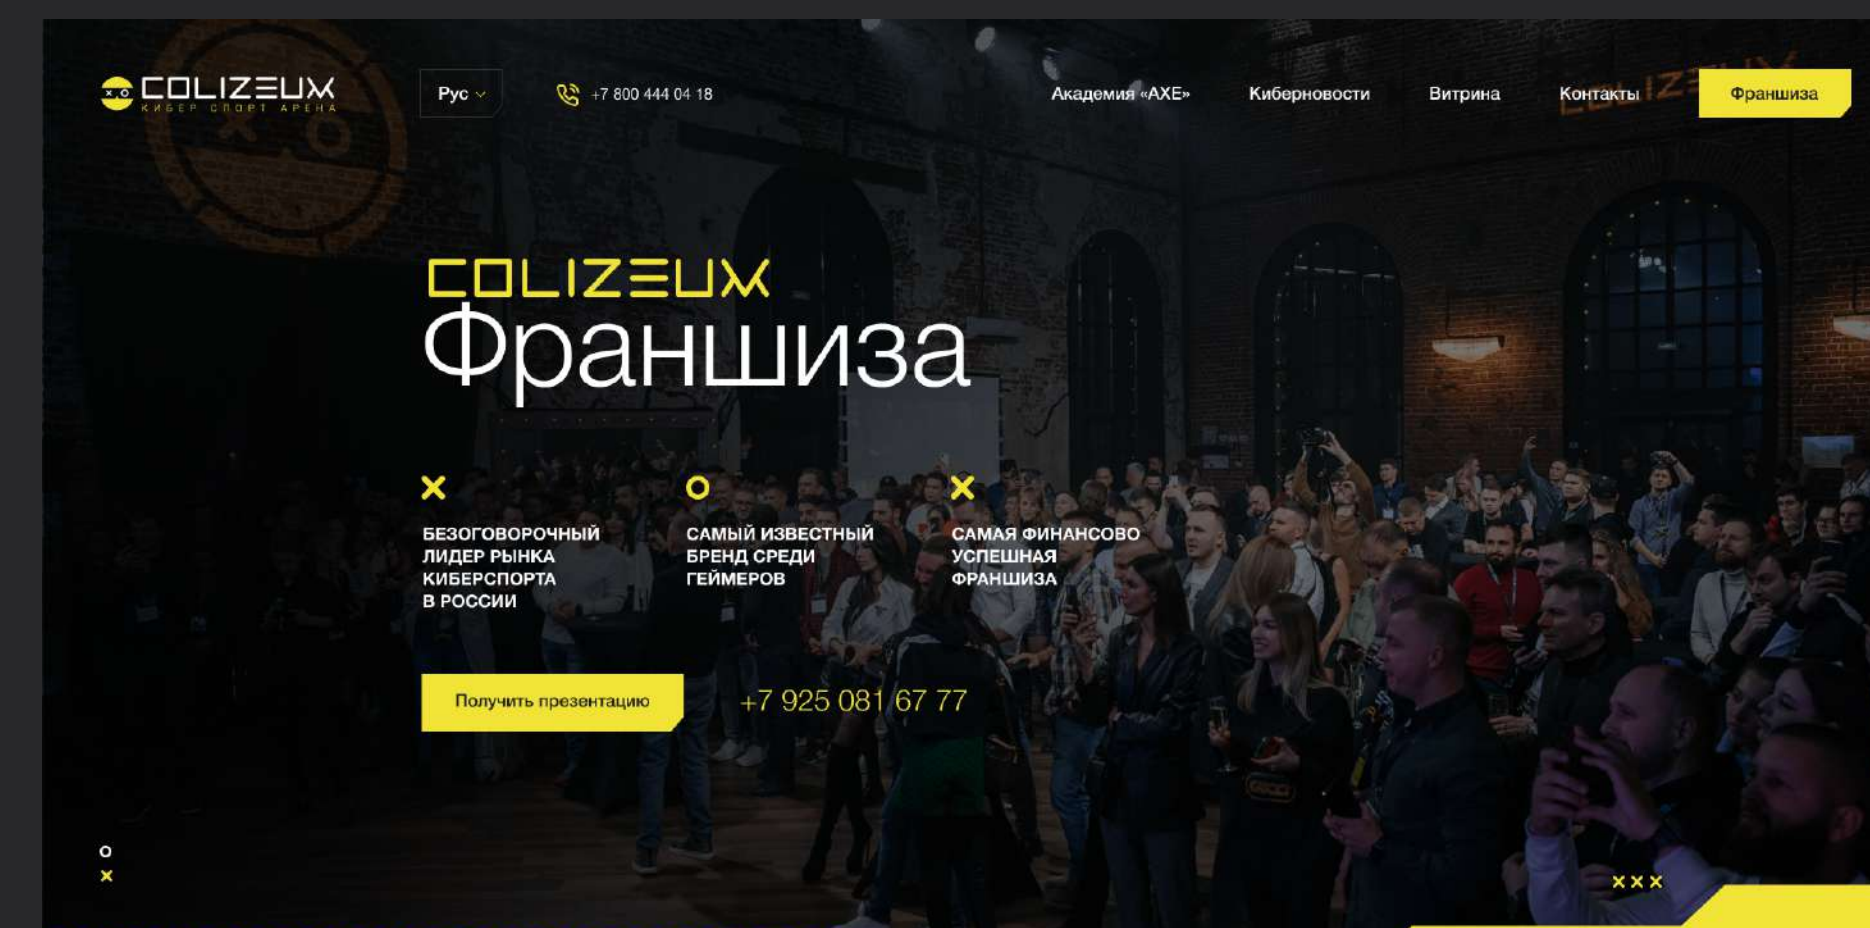 COLIZEUM
КИБЕР СПОРТ АРЕНА
Рус
+7 800 444 04 18
Академия «AXE»
Киберновости
Витрина
Контакты
Франшиза
COLIZEUM
COLIZEUM
Франшиза
БЕЗОГОВОРОЧНЫЙ
ЛИДЕР РЫНКА
КИБЕРСПОРТА
В РОССИИ
САМЫЙ ИЗВЕСТНЫЙ
БРЕНД СРЕДИ
ГЕЙМЕРОВ
САМАЯ ФИНАНСОВО
УСПЕШНАЯ
ФРАНШИЗА
Получить презентацию
+7 925 081 67 77
GUCCI